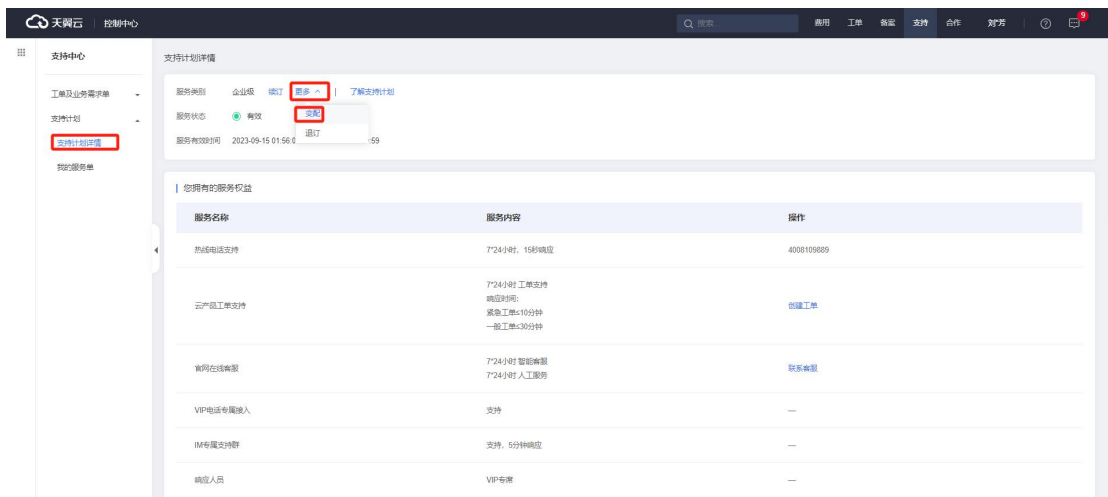 天翼云 | 控制中心 搜索... 费用 工单 备案 支持 合作 刘*芳 9
支持中心
工单及业务需求单
支持计划
支持计划详情
我的服务单
支持计划详情
服务类别 企业级 续订 更多 | 了解支持计划
变配
退订
服务状态 有效
服务有效时间 2023-09-15 01:56:0 :59
您拥有的服务权益
服务名称 服务内容 操作
热线电话支持 7*24小时，15秒响应 4008109889
云产品工单支持 7*24小时 工单支持 创建工单
响应时间:
紧急工单≤10分钟
一般工单≤30分钟
官网在线客服 7*24小时 智能客服 联系客服
7*24小时 人工服务
VIP电话专属接入 支持 —
IM专属支持群 支持，5分钟响应 —
响应人员 VIP专席 —